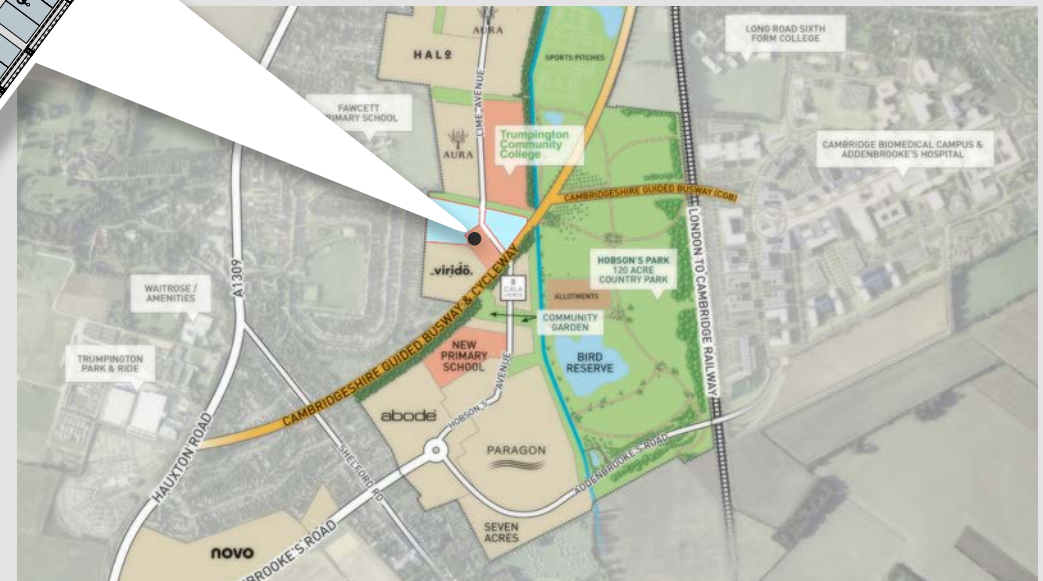 AURA
HALO
LIME AVENUE
SPORTS PITCHES
LONG ROAD SIXTH
FORM COLLEGE
FAWCETT
PRIMARY SCHOOL
AURA
Trumpington
Community
College
CAMBRIDGE BIOMEDICAL CAMPUS &
ADDENBROOKE'S HOSPITAL
CAMBRIDGESHIRE GUIDED BUSWAY (CGB)
LONDON TO CAMBRIDGE RAILWAY
A1309
virido.
HOBSON'S PARK
120 ACRE
COUNTRY PARK
CALA
ALLOTMENTS
WAITROSE /
AMENITIES
COMMUNITY
GARDEN
CAMBRIDGESHIRE GUIDED BUSWAY & CYCLEWAY
NEW
PRIMARY
SCHOOL
BIRD
RESERVE
TRUMPINGTON
PARK & RIDE
HOBSON'S AVENUE
abode
HAUXTON ROAD
SHELFORD RD
PARAGON
ADDENBROOKE'S ROAD
SEVEN
ACRES
novo
BROOKE'S ROAD